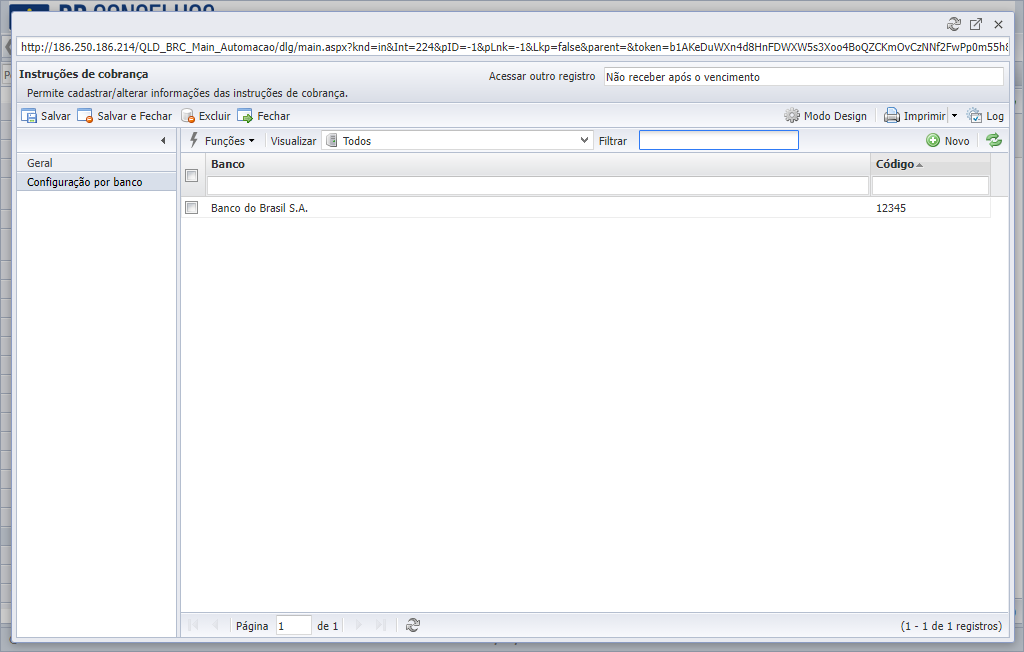 http://186.250.186.214/QLD_BRC_Main_Automacao/dlg/main.aspx?knd=in&Int=224&pID=-1&pLnk=-1&Lkp=false&parent=&token=b1AKeDuWXn4d8HnFDWXW5s3Xoo4BoQZCKmOvCzNNf2FwPp0m55h
Instruções de cobrança
Acessar outro registro Não receber após o vencimento
Permite cadastrar/alterar informações das instruções de cobrança.
Salvar Salvar e Fechar Excluir Fechar Modo Design Imprimir Log
Funções Visualizar Todos Filtrar Novo
Geral
Configuração por banco
Banco Código
Banco do Brasil S.A. 12345
Página 1 de 1 (1 - 1 de 1 registros)